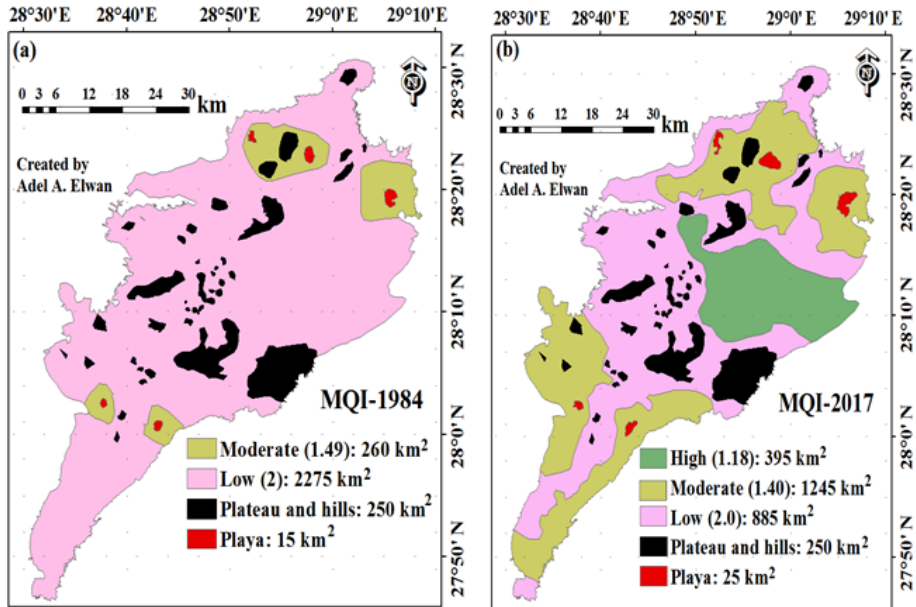 28°30' E 28°40' E 28°50' E 29°0' E 29°10' E
(a)
N
0 3 6 12 18 24 30 km
Created by
Adel A. Elwan
MQI-1984
Moderate (1.49): 260 km²
Low (2): 2275 km²
Plateau and hills: 250 km²
Playa: 15 km²
28°30' E 28°40' E 28°50' E 29°0' E 29°10' E
(b)
N
0 3 6 12 18 24 30
km
Created by
Adel A. Elwan
MQI-2017
High (1.18): 395 km²
Moderate (1.40): 1245 km²
Low (2.0): 885 km²
Plateau and hills: 250 km²
Playa: 25 km²
28°30' N
28°20' N
28°10' N
28°0' N
27°50' N
28°30' N
28°20' N
28°10' N
28°0' N
27°50' N